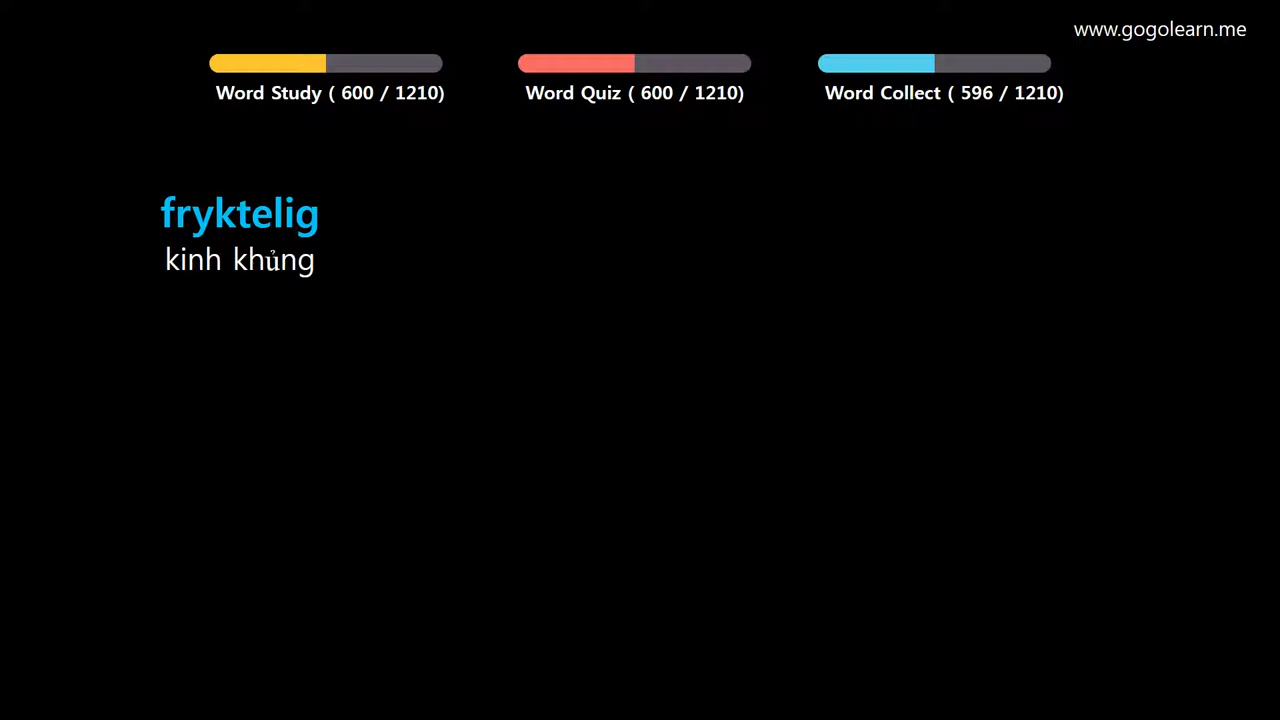 www.gogolearn.me
Word Study ( 600 / 1210)
Word Quiz ( 600 / 1210)
Word Collect ( 596 / 1210)
fryktelig
kinh khủng